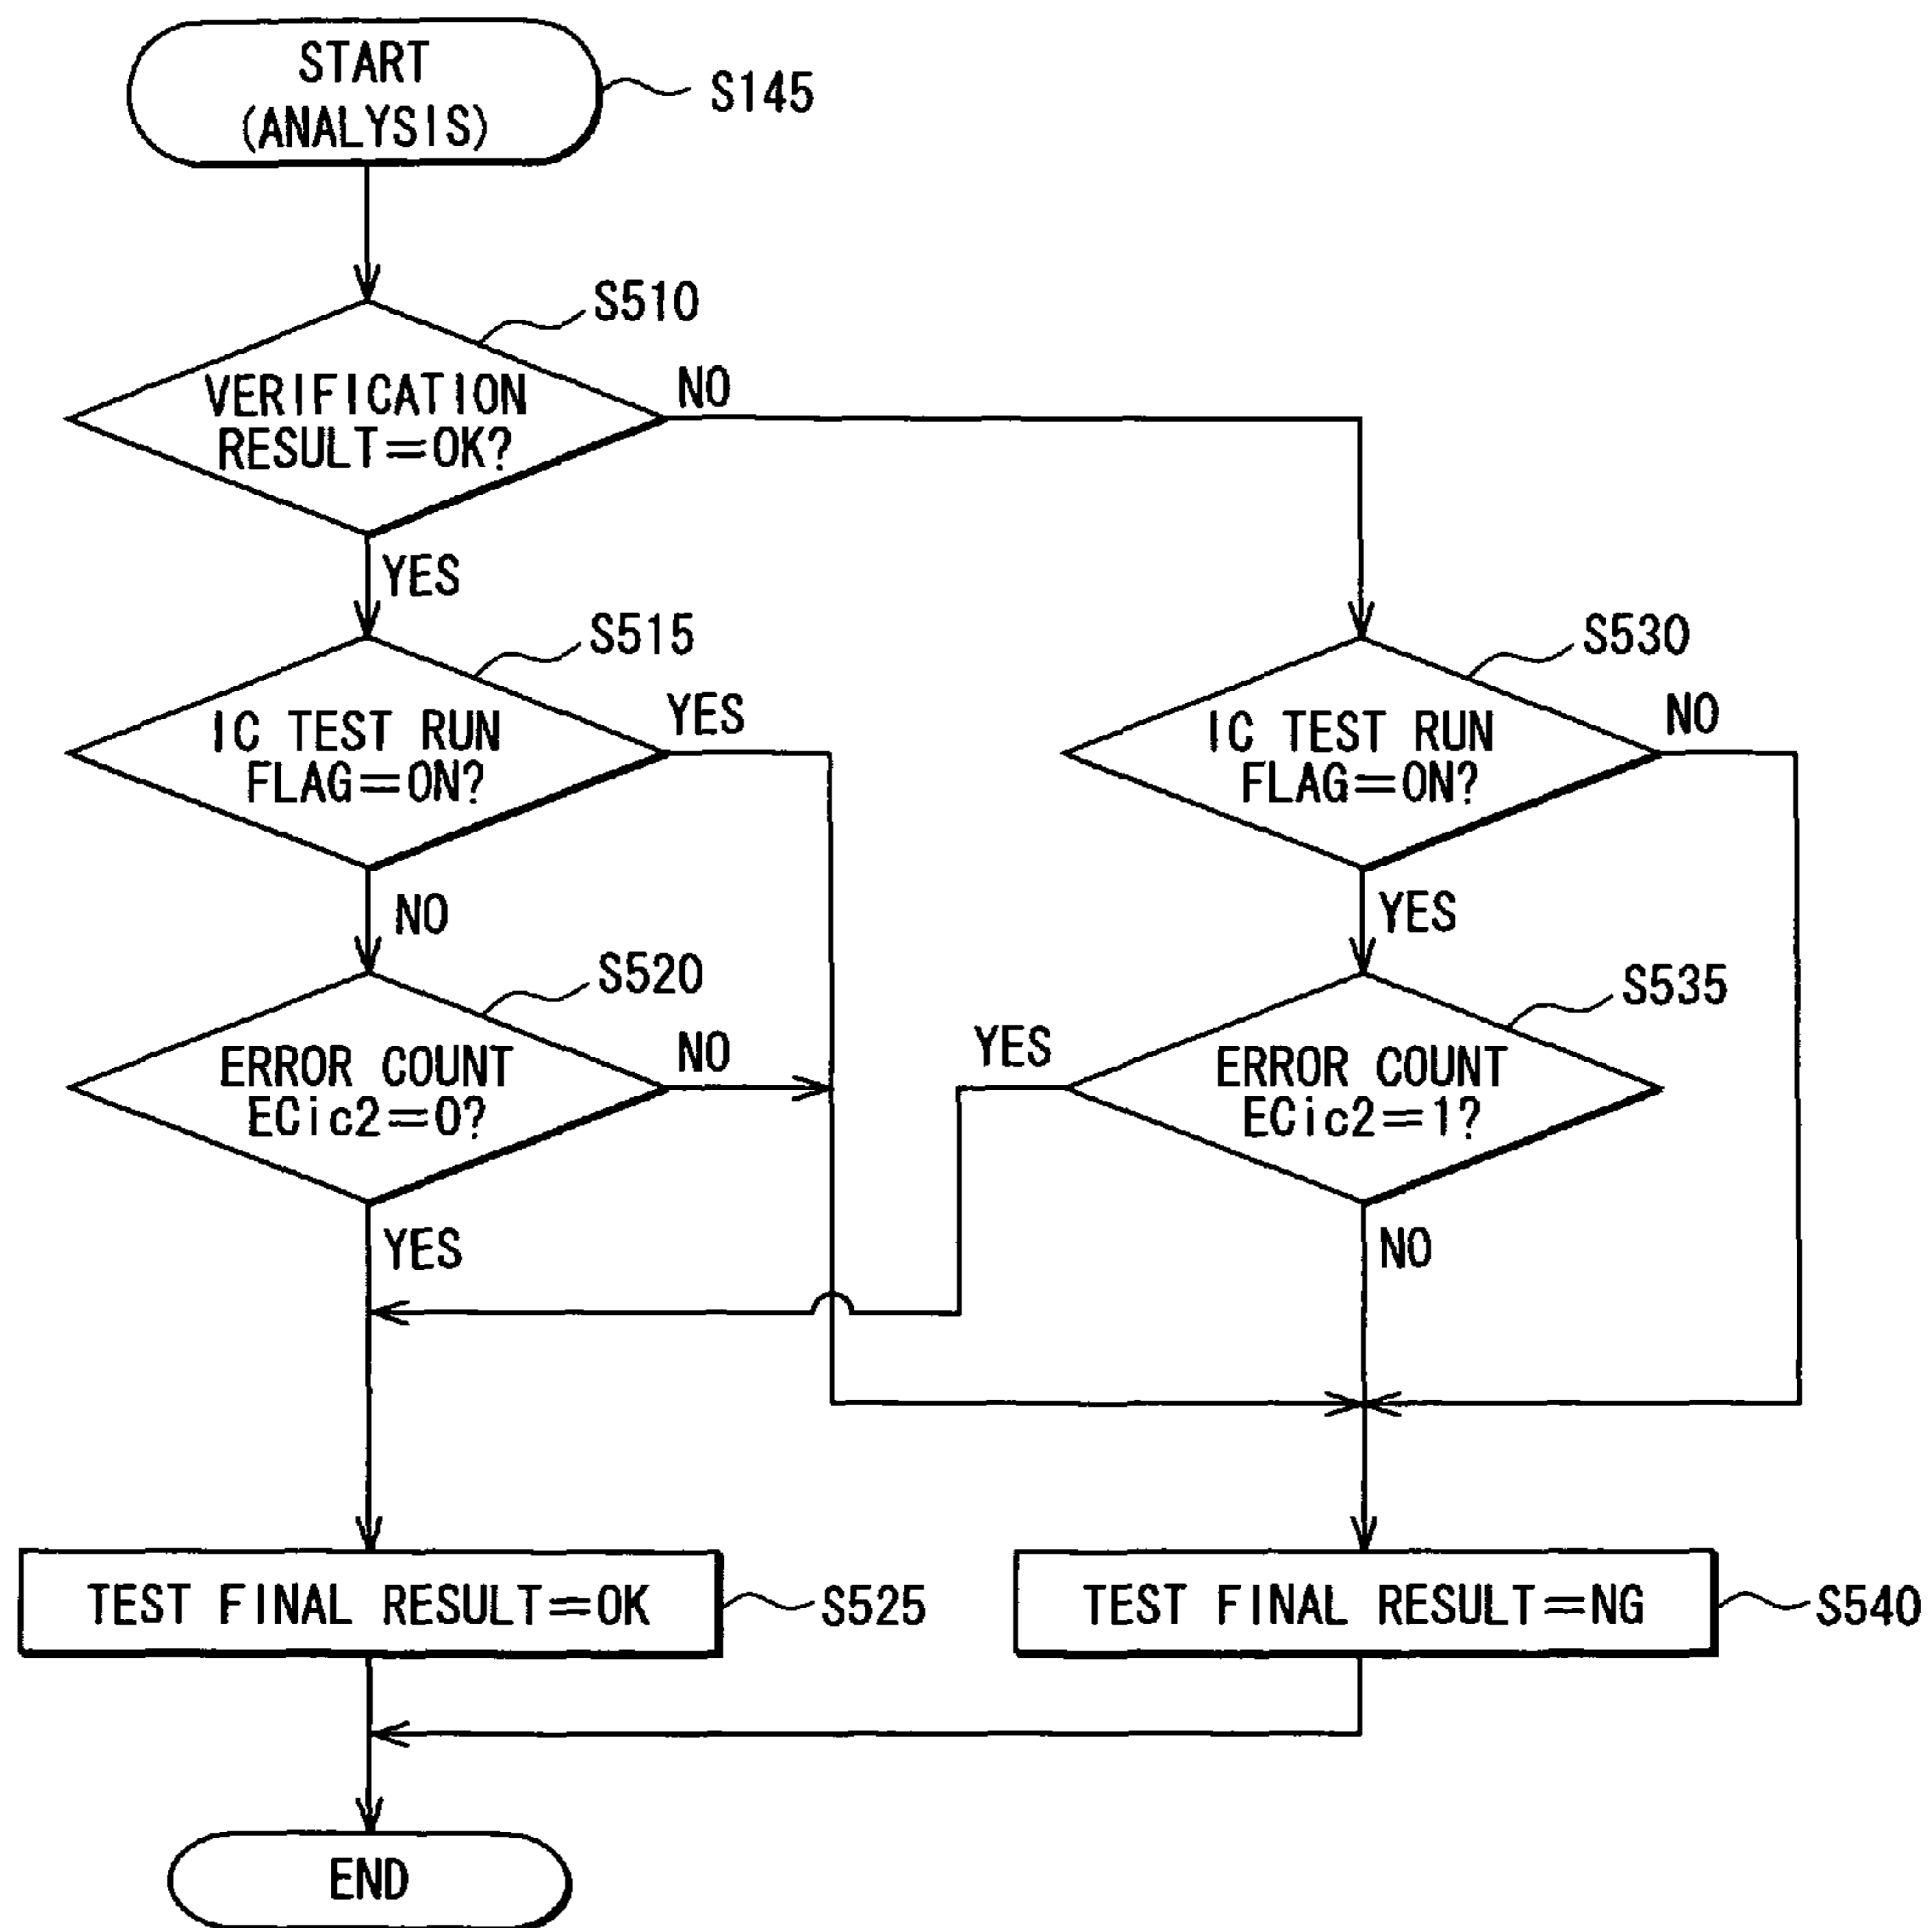 START
(ANALYSIS)
S145
S510
VERIFICATION
RESULT=OK?
NO
YES
S515
IC TEST RUN
FLAG=ON?
YES
NO
S530
IC TEST RUN
FLAG=ON?
NO
YES
S520
ERROR COUNT
ECic2=0?
NO
YES
S535
ERROR COUNT
ECic2=1?
YES
NO
TEST FINAL RESULT=OK
S525
TEST FINAL RESULT=NG
S540
END